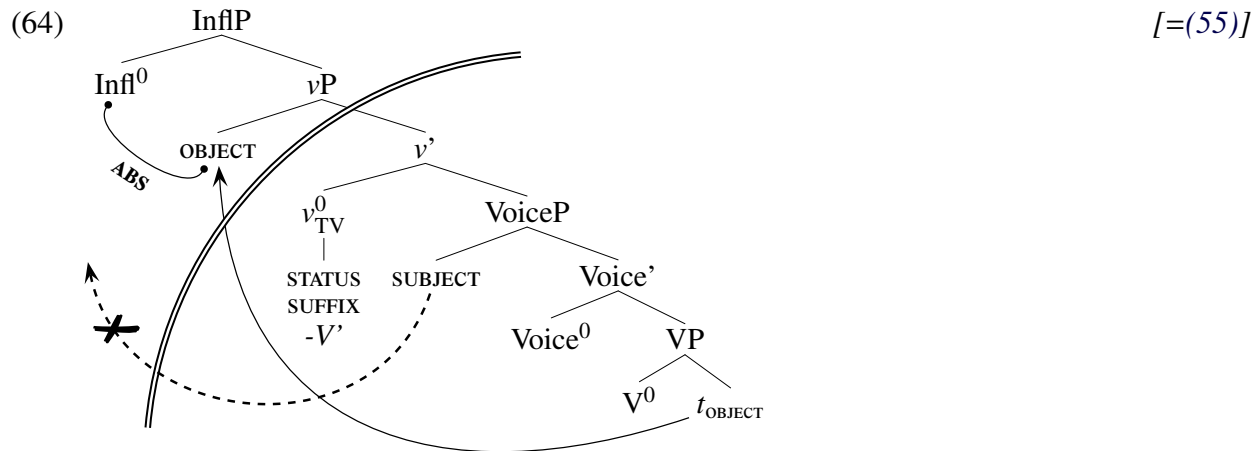 (64) InflP [=(55)]
Infl⁰ vP
OBJECT v’
ABS
v⁰TV VoiceP
STATUS SUBJECT Voice’
SUFFIX
-V’ Voice⁰ VP
V⁰ tOBJECT